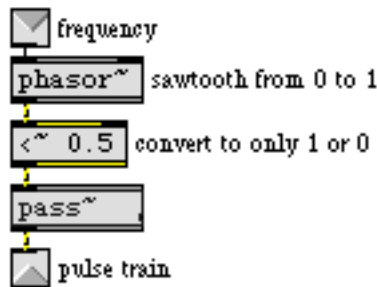 frequency
phasor~ sawtooth from 0 to 1
<~ 0.5 convert to only 1 or 0
pass~
pulse train